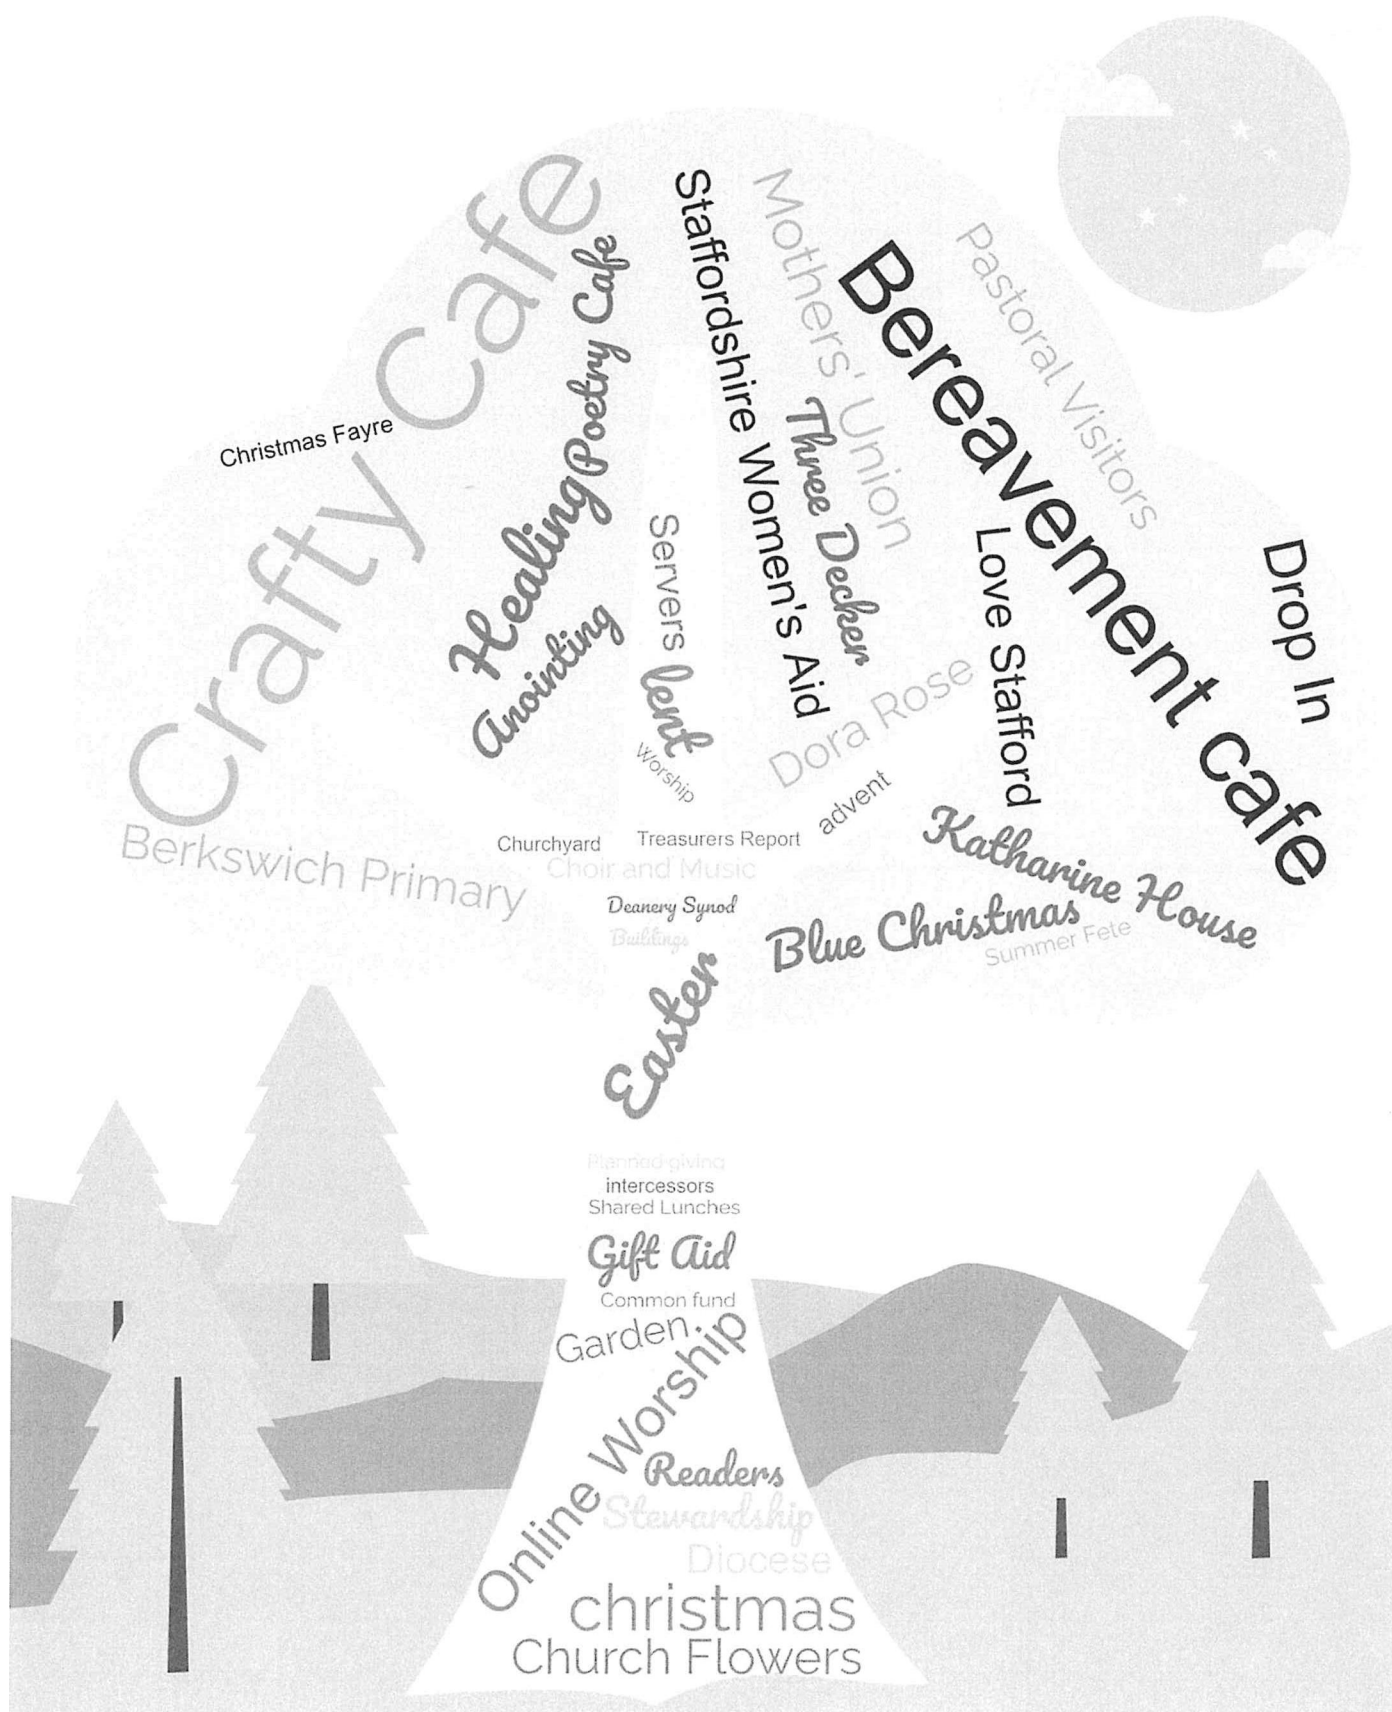 Crafty Cafe
Christmas Fayre
Poetry Cafe
Healing
Anointing
Servers
lent
Worship
Staffordshire Women's Aid
Mothers' Union
Three Decker
Bereavement cafe
Pastoral Visitors
Love Stafford
Drop In
Dora Rose
advent
Katharine House
Blue Christmas
Summer Fete
Berkswich Primary
Churchyard
Treasurers Report
Choir and Music
Deanery Synod
Buildings
Easter
Planned giving
intercessors
Shared Lunches
Gift Aid
Common fund
Garden
Online Worship
Readers
Stewardship
Diocese
christmas
Church Flowers